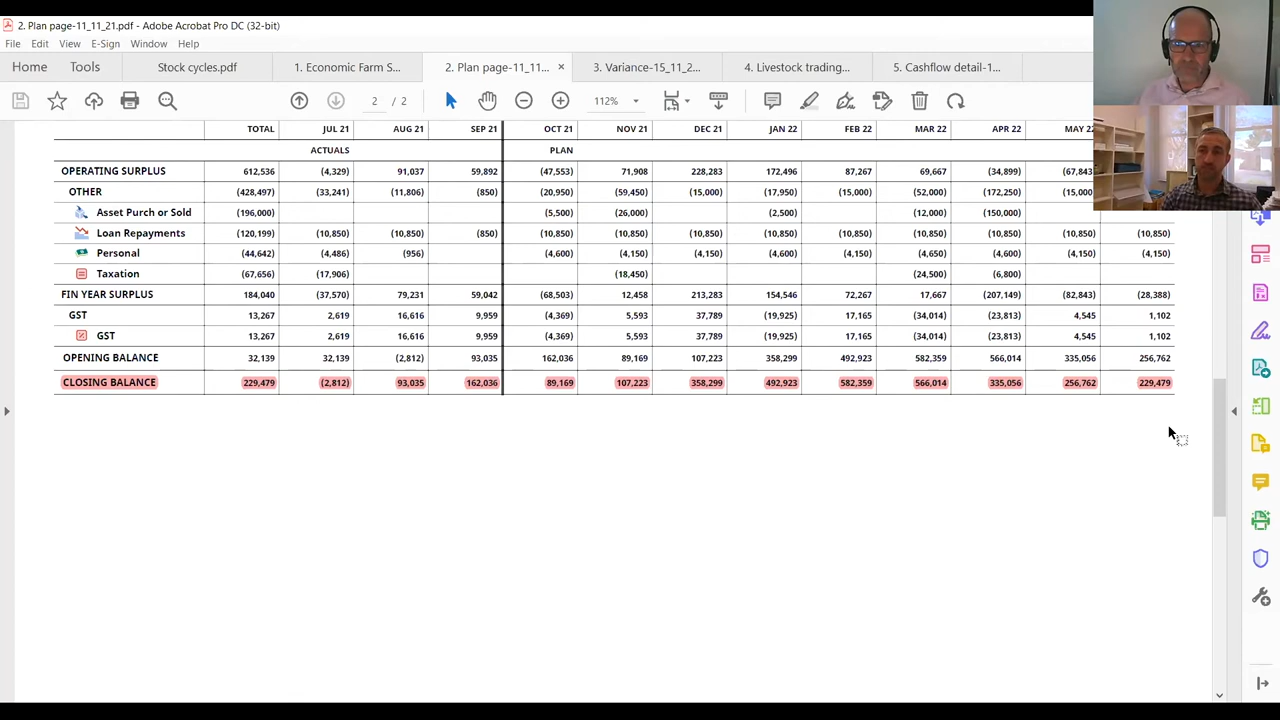 2. Plan page-11_11_21.pdf - Adobe Acrobat Pro DC (32-bit)
File Edit View E-Sign Window Help
Home Tools Stock cycles.pdf 1. Economic Farm S... 2. Plan page-11_11... × 3. Variance-15_11_2... 4. Livestock trading... 5. Cashflow detail-1...
2 / 2 112%
TOTAL JUL 21 AUG 21 SEP 21 OCT 21 NOV 21 DEC 21 JAN 22 FEB 22 MAR 22 APR 22 MAY 22
ACTUALS PLAN
OPERATING SURPLUS 612,536 (4,329) 91,037 59,892 (47,553) 71,908 228,283 172,496 87,267 69,667 (34,899) (67,843
OTHER (428,497) (33,241) (11,806) (850) (20,950) (59,450) (15,000) (17,950) (15,000) (52,000) (172,250) (15,000
Asset Purch or Sold (196,000) (5,500) (26,000) (2,500) (12,000) (150,000)
Loan Repayments (120,199) (10,850) (10,850) (850) (10,850) (10,850) (10,850) (10,850) (10,850) (10,850) (10,850) (10,850) (10,850)
Personal (44,642) (4,486) (956) (4,600) (4,150) (4,150) (4,600) (4,150) (4,650) (4,600) (4,150) (4,150)
Taxation (67,656) (17,906) (18,450) (24,500) (6,800)
FIN YEAR SURPLUS 184,040 (37,570) 79,231 59,042 (68,503) 12,458 213,283 154,546 72,267 17,667 (207,149) (82,843) (28,388)
GST 13,267 2,619 16,616 9,959 (4,369) 5,593 37,789 (19,925) 17,165 (34,014) (23,813) 4,545 1,102
GST 13,267 2,619 16,616 9,959 (4,369) 5,593 37,789 (19,925) 17,165 (34,014) (23,813) 4,545 1,102
OPENING BALANCE 32,139 32,139 (2,812) 93,035 162,036 89,169 107,223 358,299 492,923 582,359 566,014 335,056 256,762
CLOSING BALANCE 229,479 (2,812) 93,035 162,036 89,169 107,223 358,299 492,923 582,359 566,014 335,056 256,762 229,479